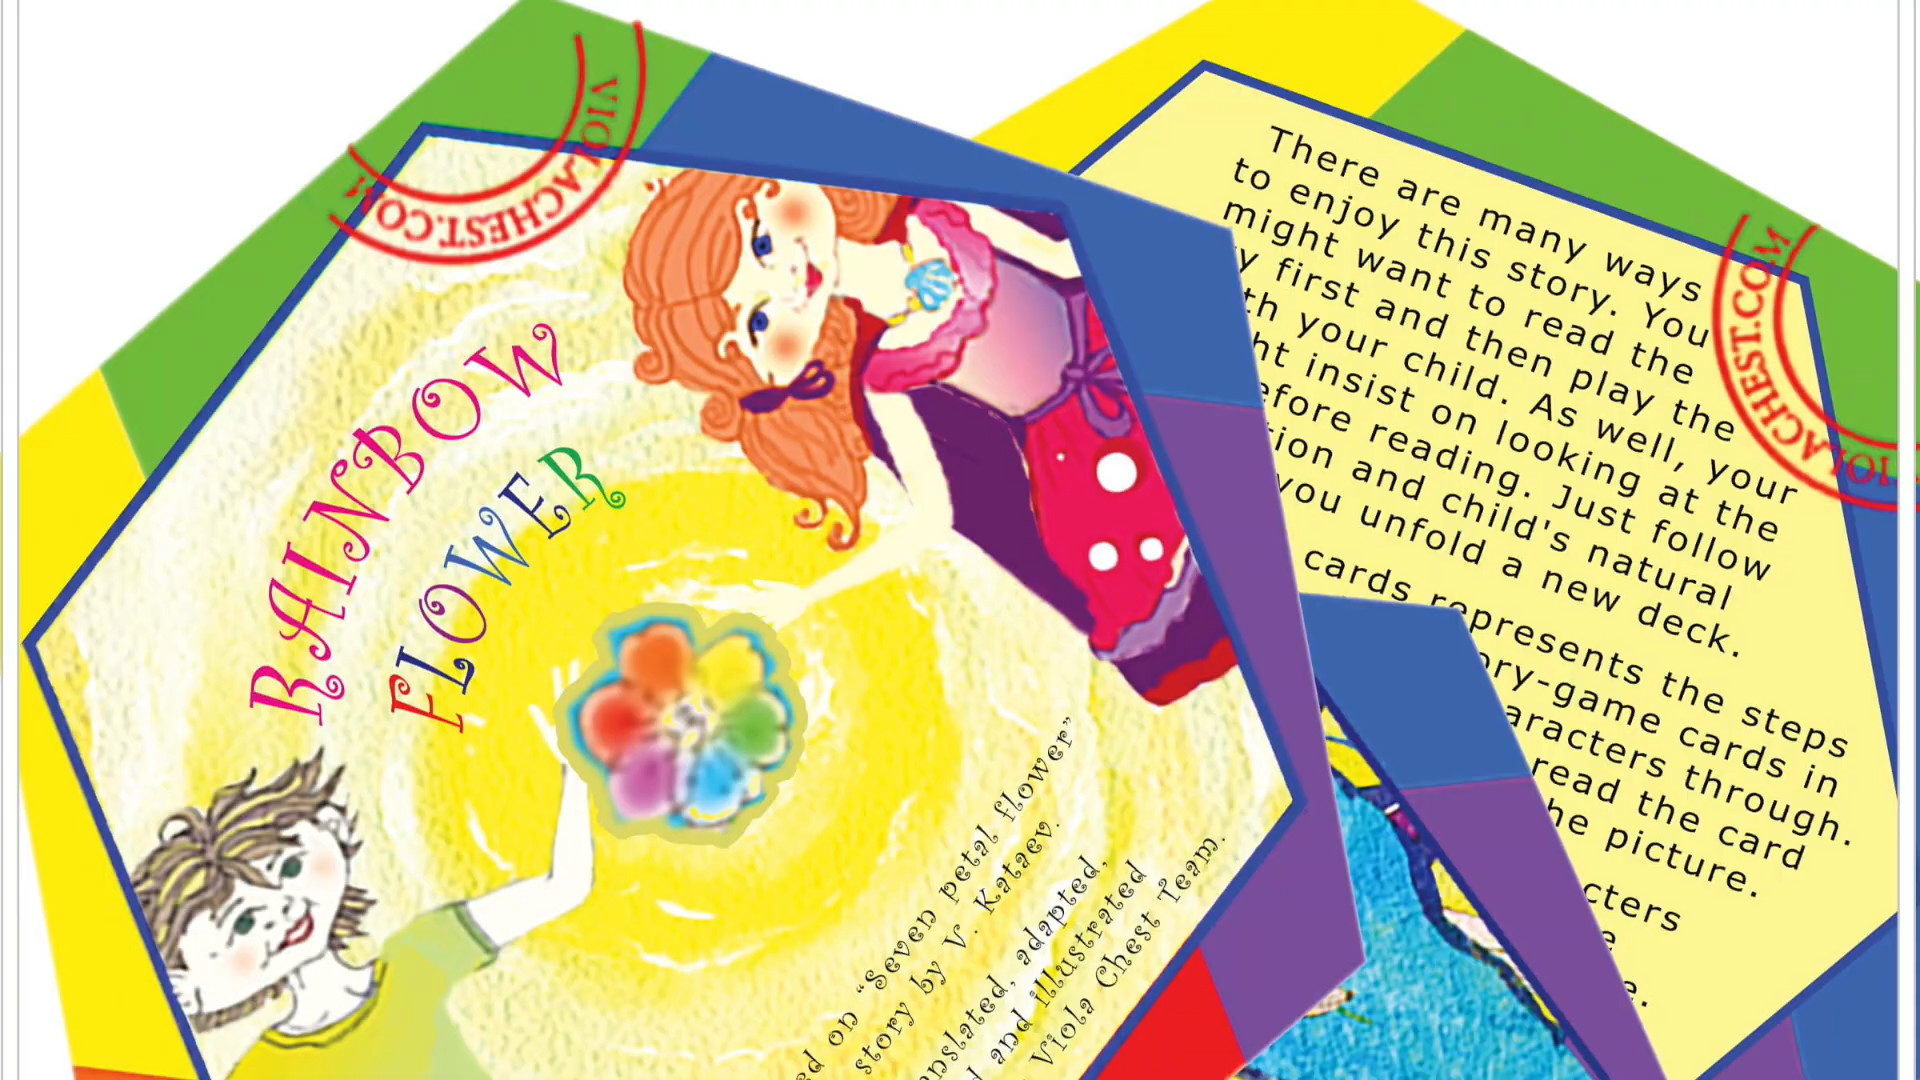 VIOLACHEST.COM
RAINBOW
FLOWER
ed on "Seven petal flower"
story by V. Kataev.
nslated, adapted,
d and illustrated
Viola Chest Team.
There are many ways
to enjoy this story. You
might want to read the
y first and then play the
th your child. As well, your
ht insist on looking at the
efore reading. Just follow
tion and child's natural
you unfold a new deck.
cards represents the steps
ory-game cards in
aracters through.
read the card
he picture.
cters
e
e.
VIOLACHEST.COM